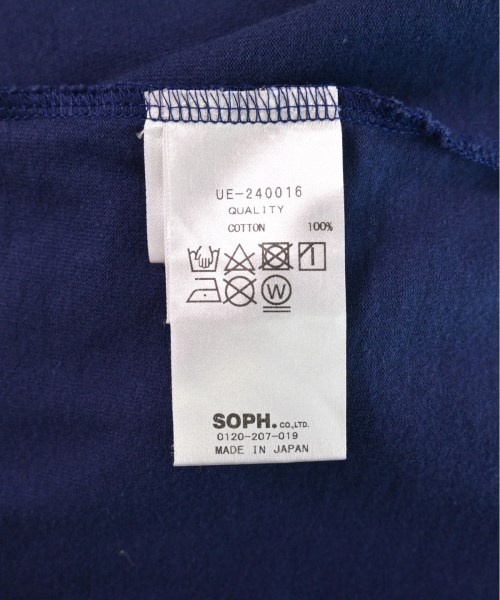 UE-240016
QUALITY
COTTON 100%
W
SOPH. CO.,LTD.
0120-207-019
MADE IN JAPAN